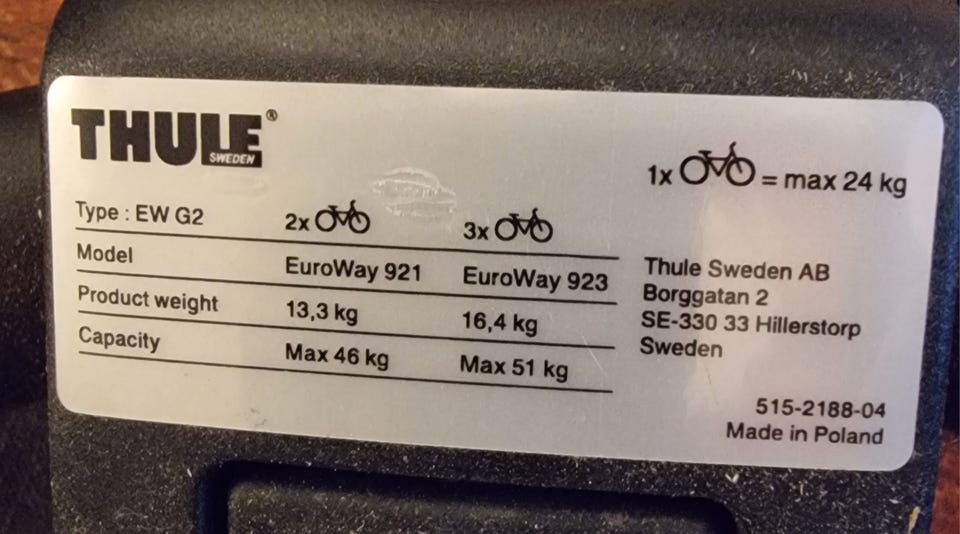 THULE®
SWEDEN
1x = max 24 kg
Type : EW G2 2x 3x
Model EuroWay 921 EuroWay 923
Product weight 13,3 kg 16,4 kg
Capacity Max 46 kg Max 51 kg
Thule Sweden AB
Borggatan 2
SE-330 33 Hillerstorp
Sweden
515-2188-04
Made in Poland